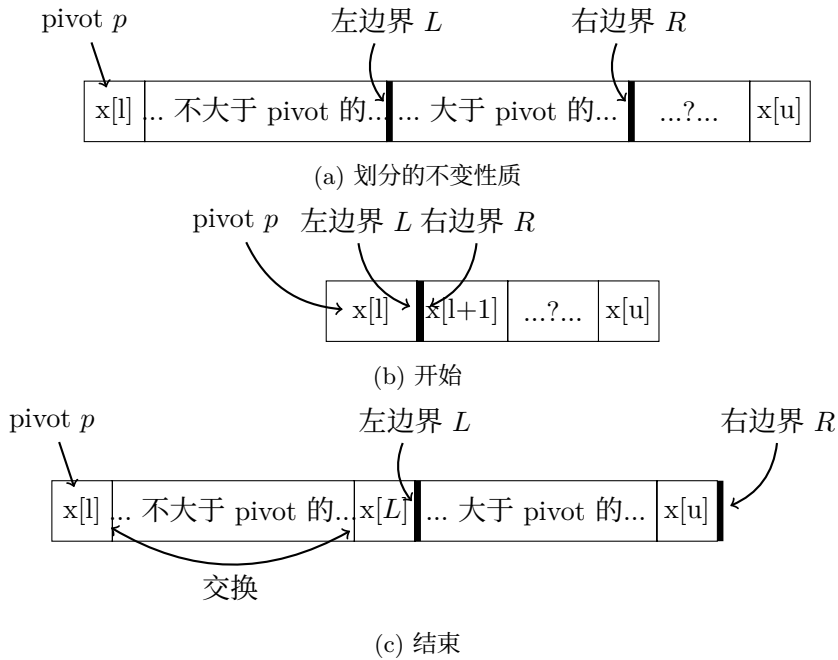 pivot p 左边界 L 右边界 R
x[l] ... 不大于 pivot 的... ... 大于 pivot 的... ...?... x[u]
(a) 划分的不变性质
pivot p 左边界 L 右边界 R
x[l] x[l+1] ...?... x[u]
(b) 开始
pivot p 左边界 L 右边界 R
x[l] ... 不大于 pivot 的... x[L] ... 大于 pivot 的... x[u]
交换
(c) 结束